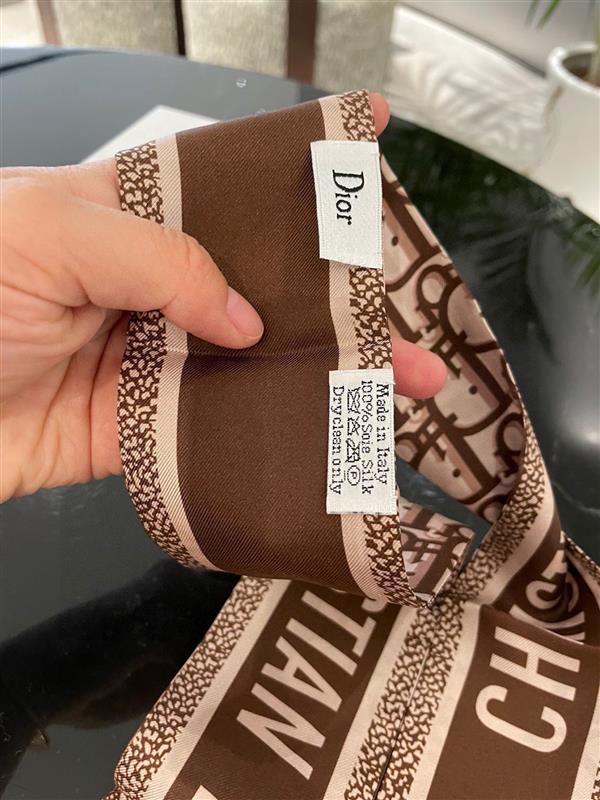 Dior
Made in Italy
100%Soie Silk
Dry clean only
STIAN
CH